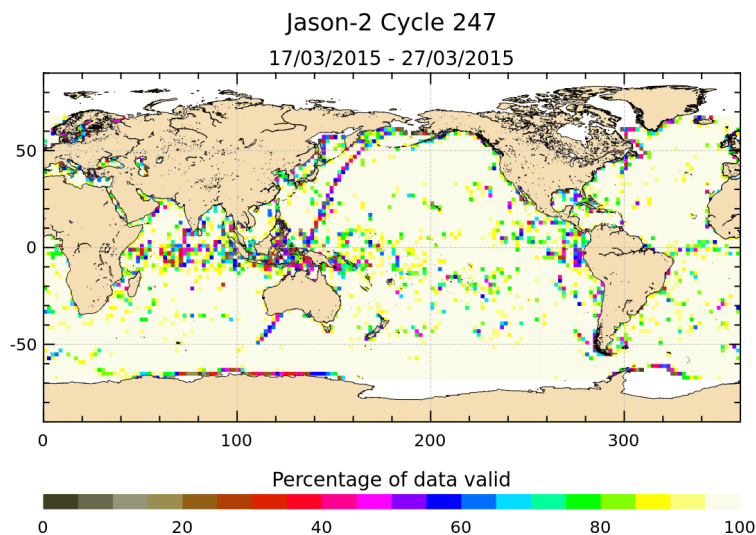 Jason-2 Cycle 247
17/03/2015 - 27/03/2015
50
0
-50
0 100 200 300
Percentage of data valid
0 20 40 60 80 100